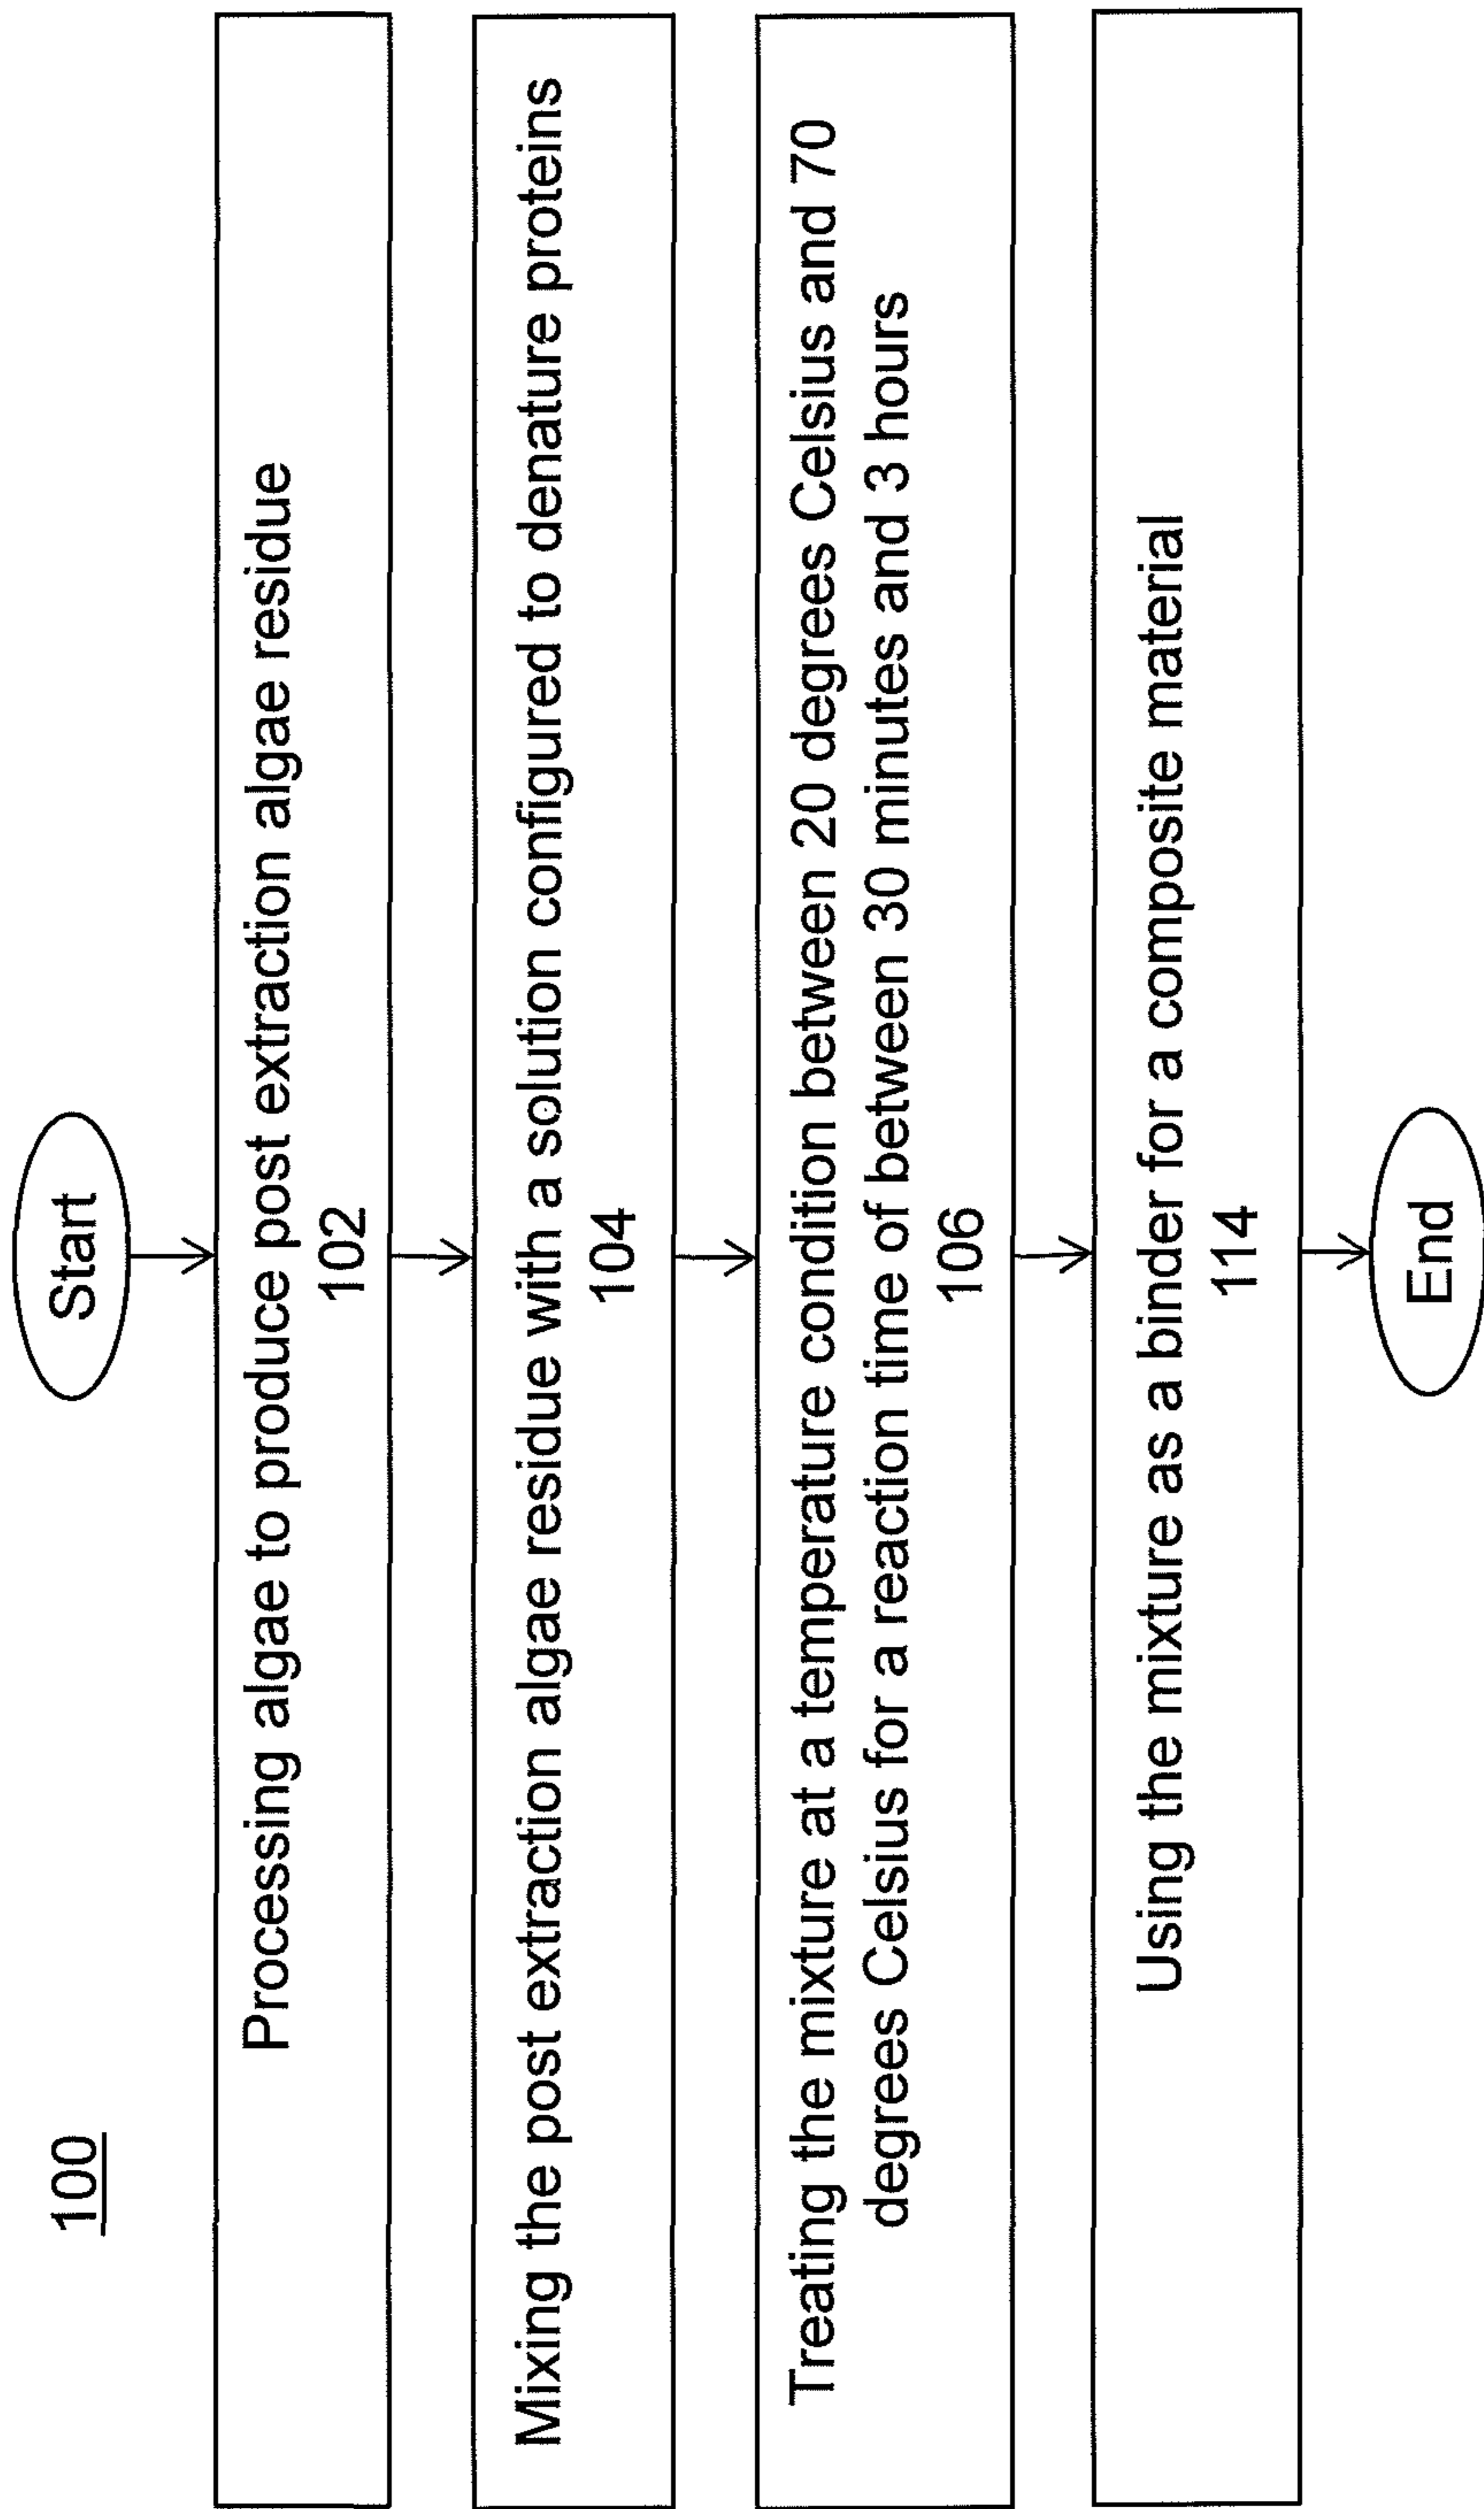 100
Start
Processing algae to produce post extraction algae residue
102
Mixing the post extraction algae residue with a solution configured to denature proteins
104
Treating the mixture at a temperature condition between 20 degrees Celsius and 70
degrees Celsius for a reaction time of between 30 minutes and 3 hours
106
Using the mixture as a binder for a composite material
114
End